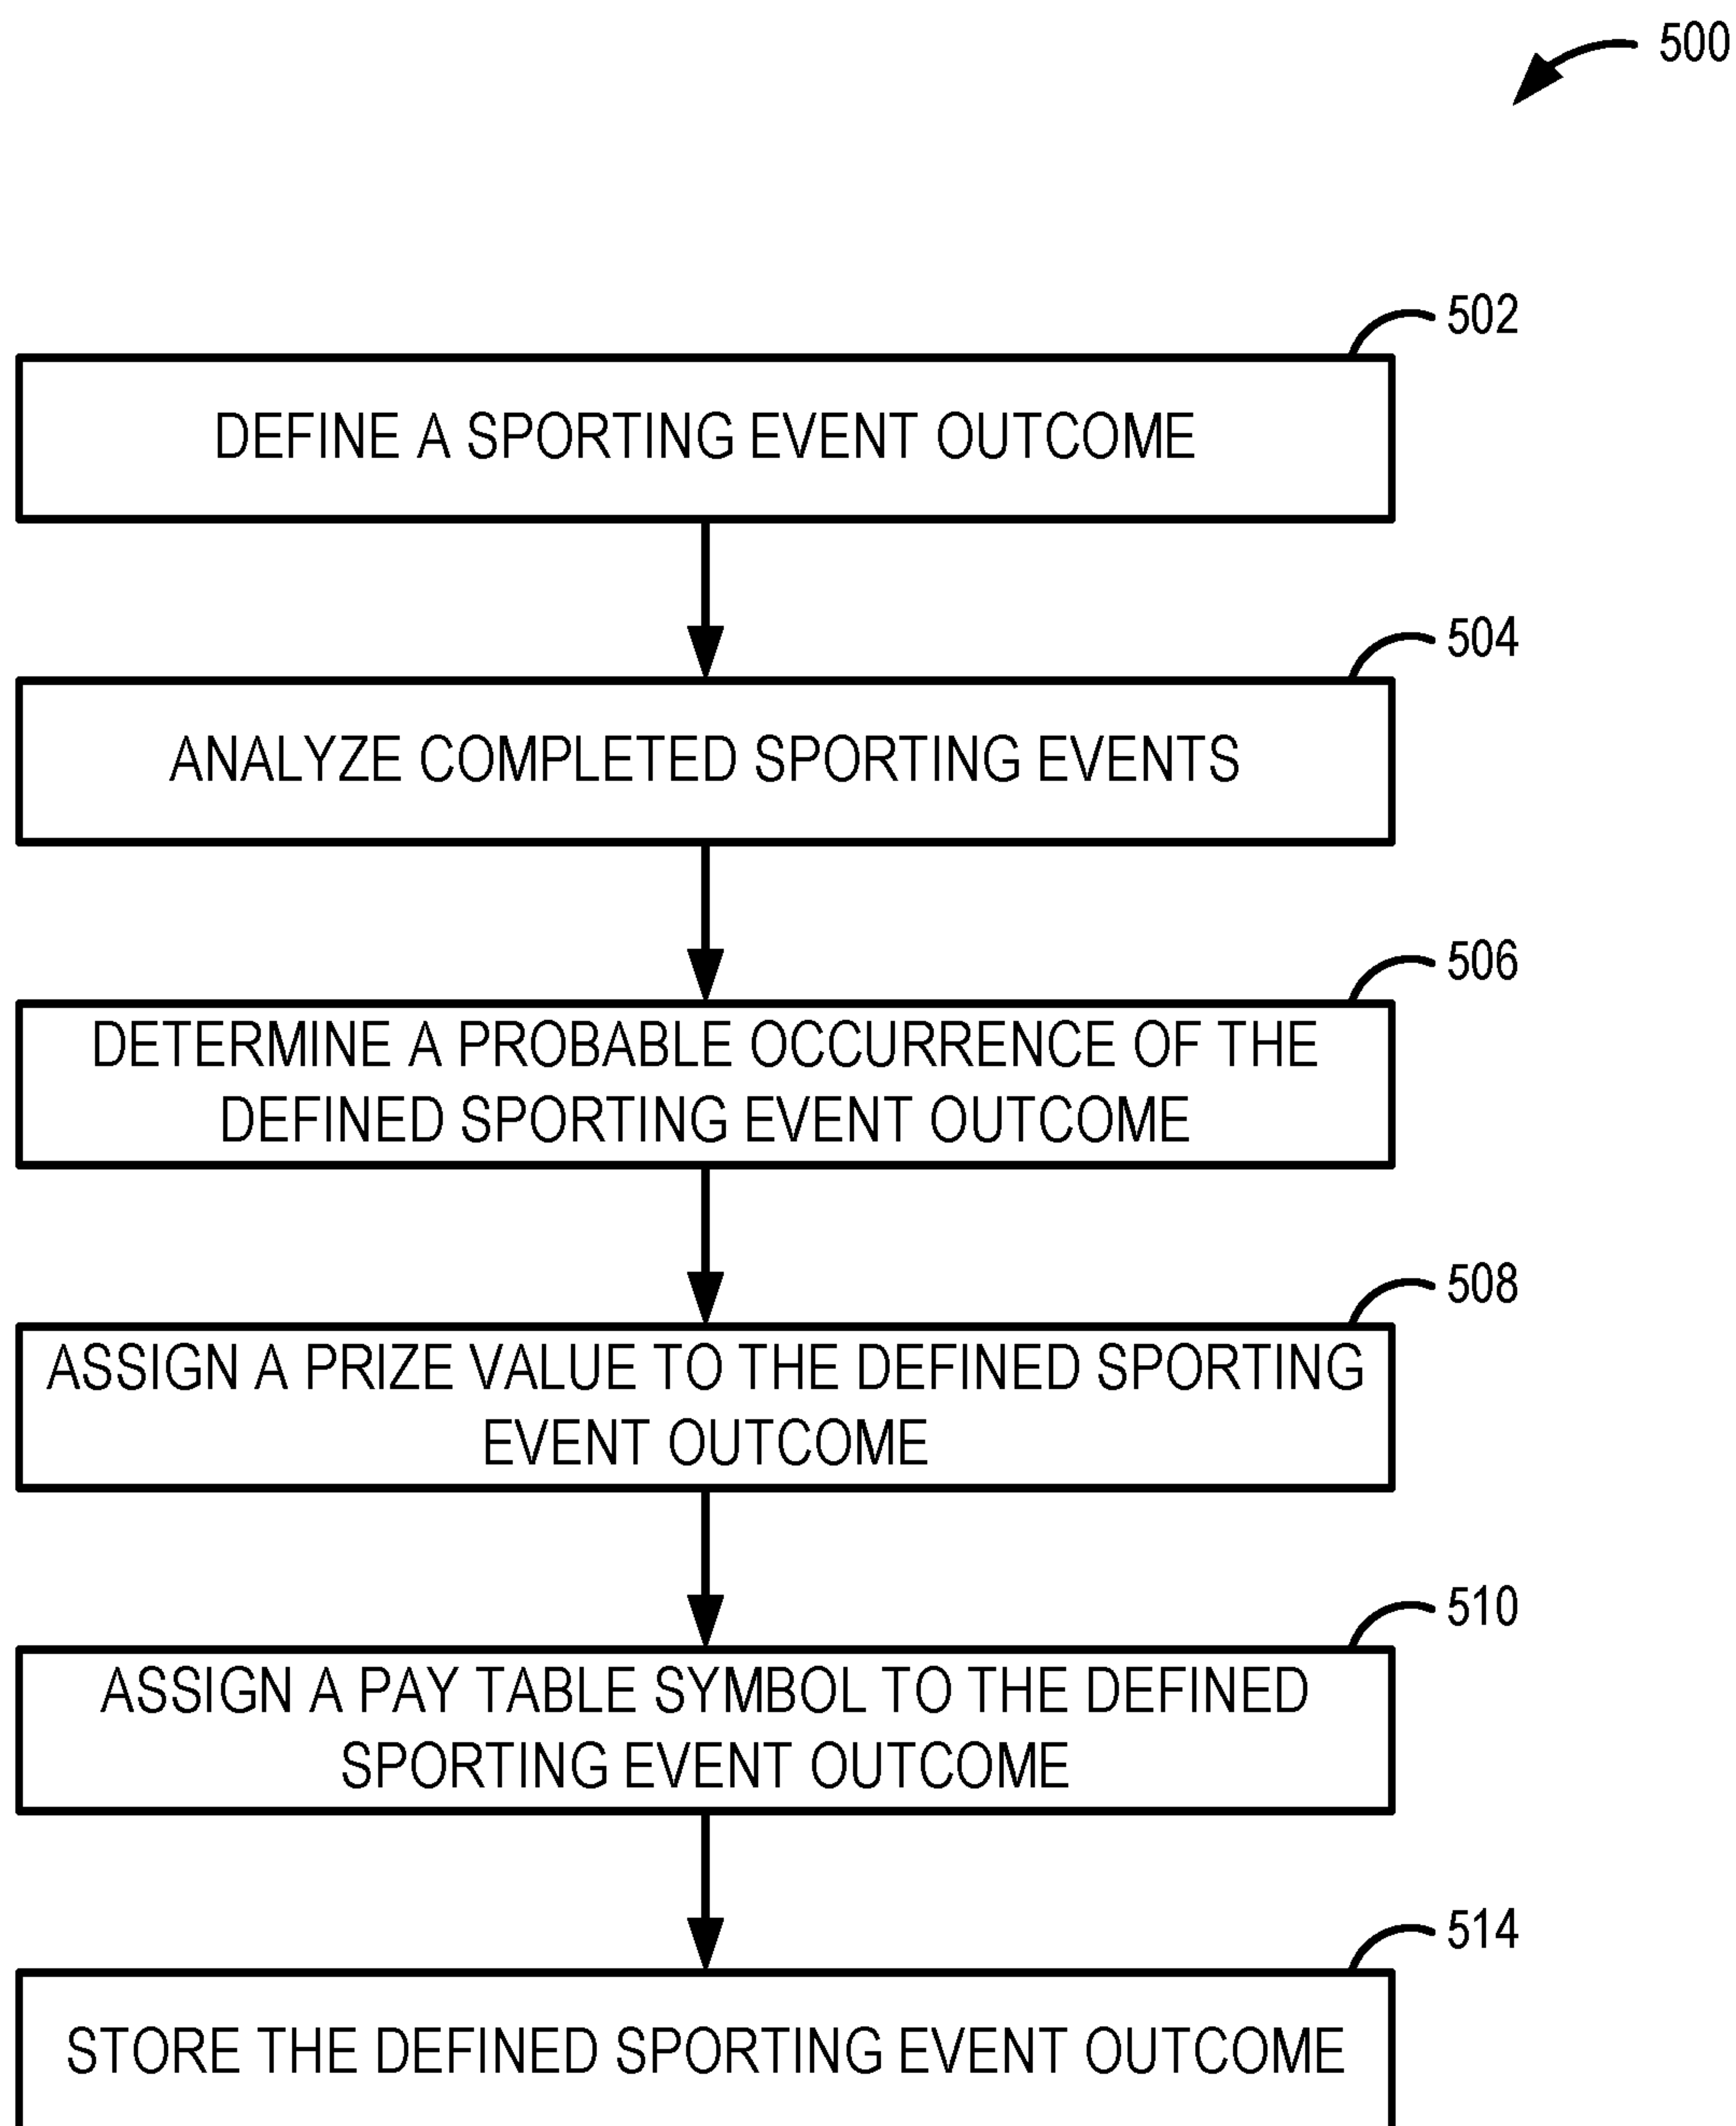 500
502
DEFINE A SPORTING EVENT OUTCOME
504
ANALYZE COMPLETED SPORTING EVENTS
506
DETERMINE A PROBABLE OCCURRENCE OF THE
DEFINED SPORTING EVENT OUTCOME
508
ASSIGN A PRIZE VALUE TO THE DEFINED SPORTING
EVENT OUTCOME
510
ASSIGN A PAY TABLE SYMBOL TO THE DEFINED
SPORTING EVENT OUTCOME
514
STORE THE DEFINED SPORTING EVENT OUTCOME